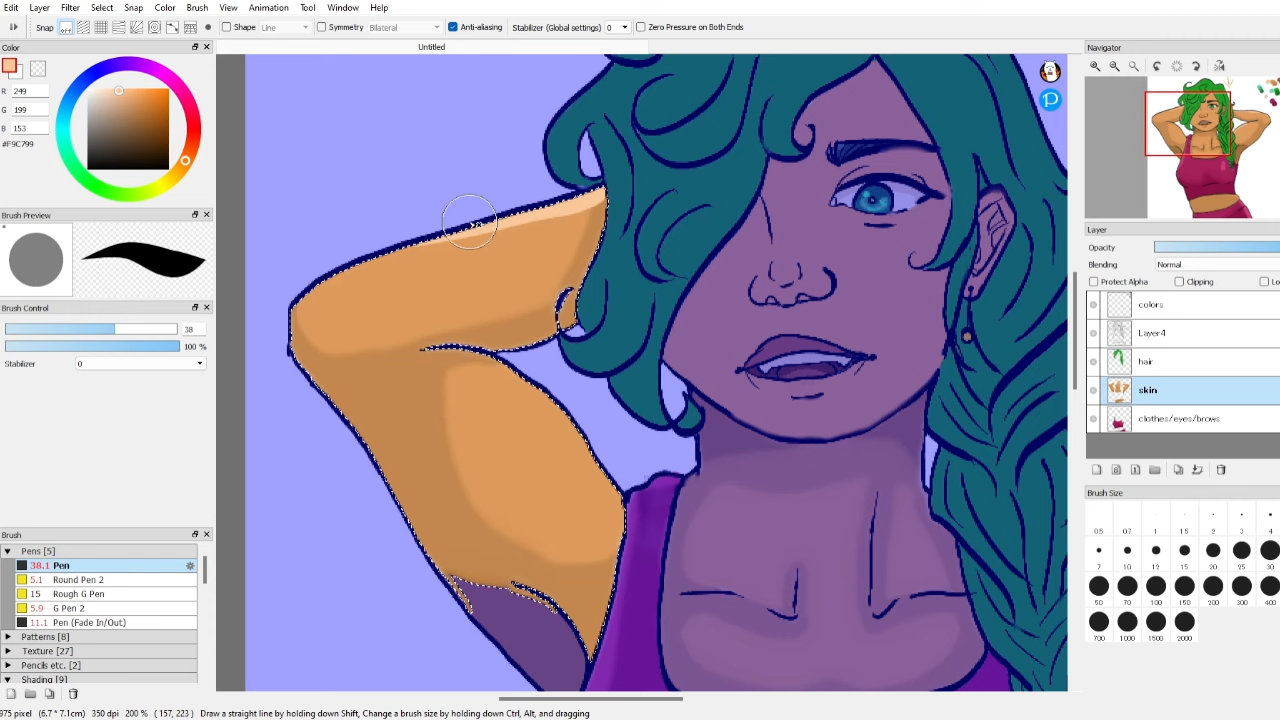 Edit Layer Filter Select Snap Color Brush View Animation Tool Window Help
Snap Shape Line Symmetry Bilateral Anti-aliasing Stabilizer (Global settings) 0 Zero Pressure on Both Ends
Color
Untitled
Navigator
R 249
G 199
B 153
#F9C799
Brush Preview
Brush Control
38
100 %
Stabilizer 0
Layer
Opacity
Blending Normal
Protect Alpha Clipping Lo
colors
Layer4
hair
skin
clothes/eyes/brows
Brush Size
0.5 0.7 1 1.5 2 3 4
7 10 12 15 20 25 30
50 70 100 150 200 300 400
700 1000 1500 2000
Brush
Pens [5]
38.1 Pen
5.1 Round Pen 2
15 Rough G Pen
5.9 G Pen 2
11.1 Pen (Fade In/Out)
Patterns [8]
Texture [27]
Pencils etc. [2]
Shading [9]
975 pixel (6.7 * 7.1cm) 350 dpi 200 % ( 157, 223 ) Draw a straight line by holding down Shift, Change a brush size by holding down Ctrl, Alt, and dragging